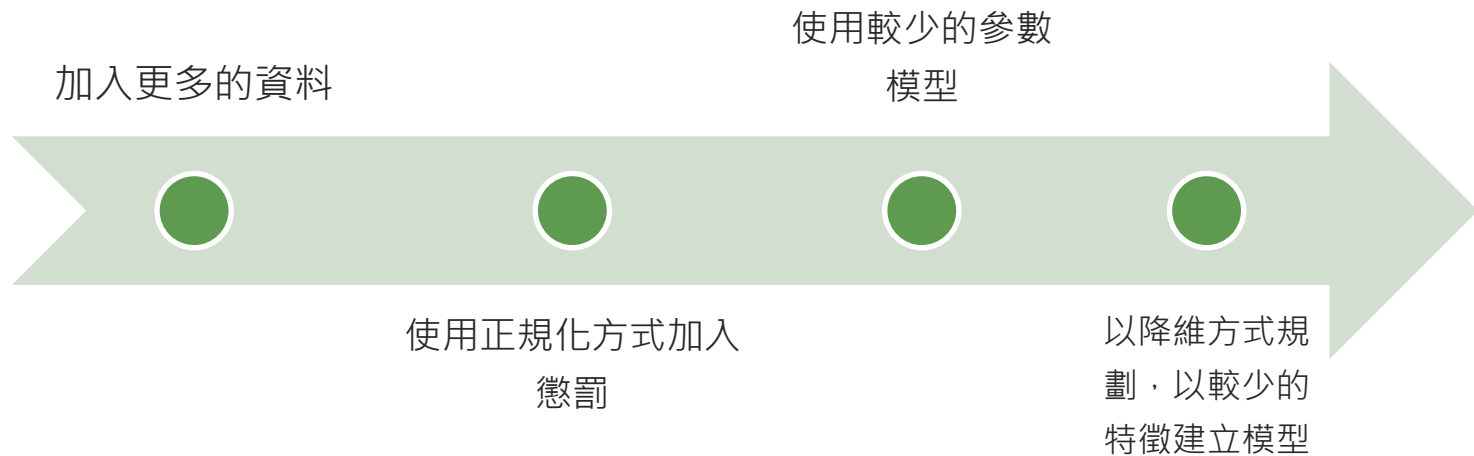 加入更多的資料
使用正規化方式加入
懲罰
使用較少的參數
模型
以降維方式規
劃，以較少的
特徵建立模型